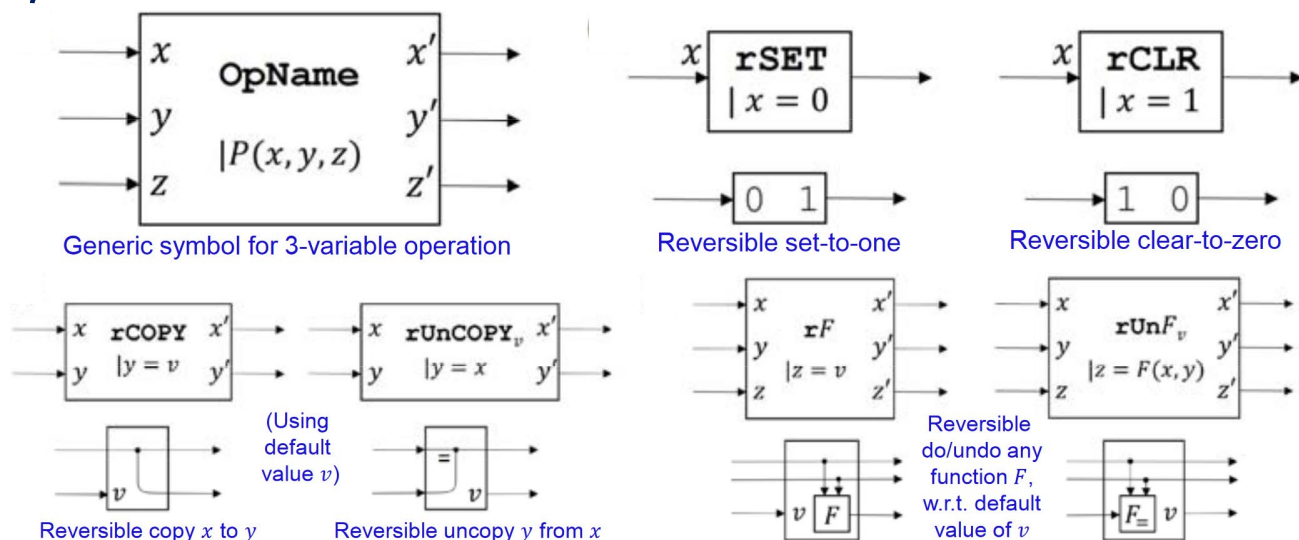 x OpName x′
y y′
z |P(x, y, z) z′
Generic symbol for 3-variable operation
x rSET
| x = 0
0 1
Reversible set-to-one
x rCLR
| x = 1
1 0
Reversible clear-to-zero
x rCOPY x′
y |y = v y′
v
Reversible copy x to y
(Using
default
value v)
x rUnCOPYᵥ x′
y |y = x y′
=
v
Reversible uncopy y from x
x x′
rF
y y′
|z = v
z z′
v F
Reversible
do/undo any
function F,
w.r.t. default
value of v
x x′
rUnFᵥ
y y′
|z = F(x, y)
z z′
F= v